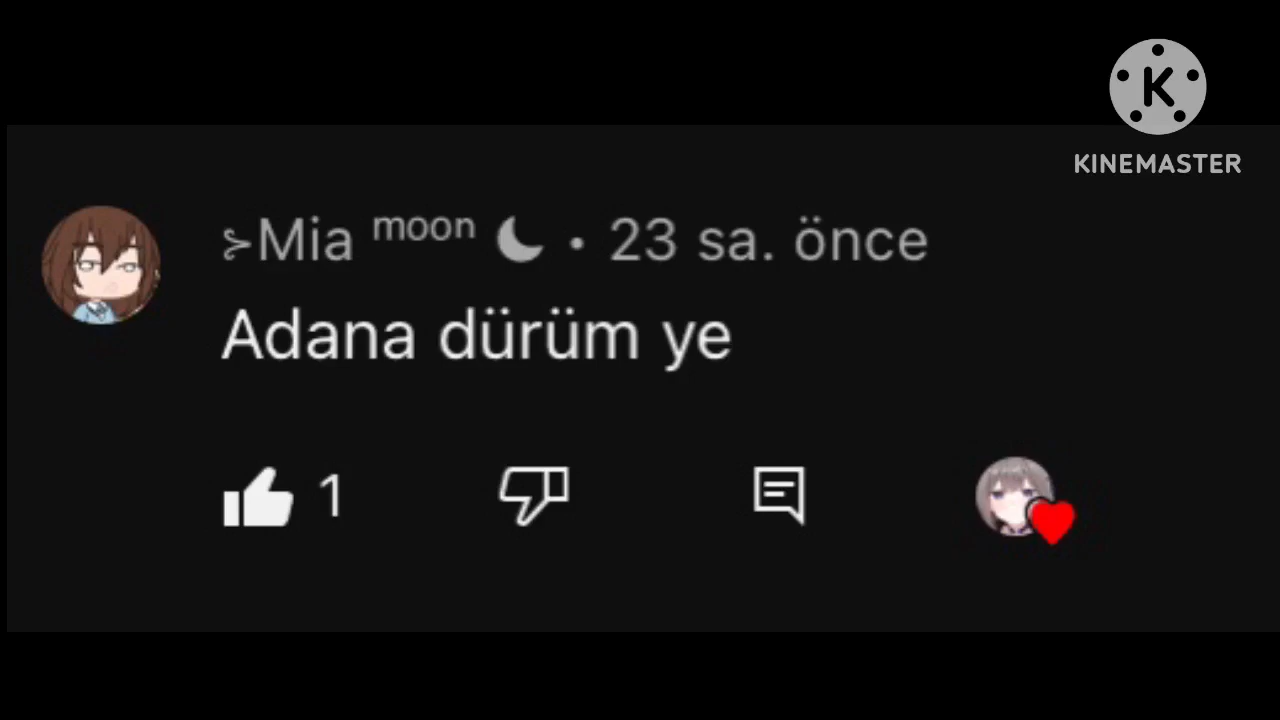 K
KINEMASTER
⊱Mia ᵐᵒᵒⁿ ☾ • 23 sa. önce
Adana dürüm ye
1